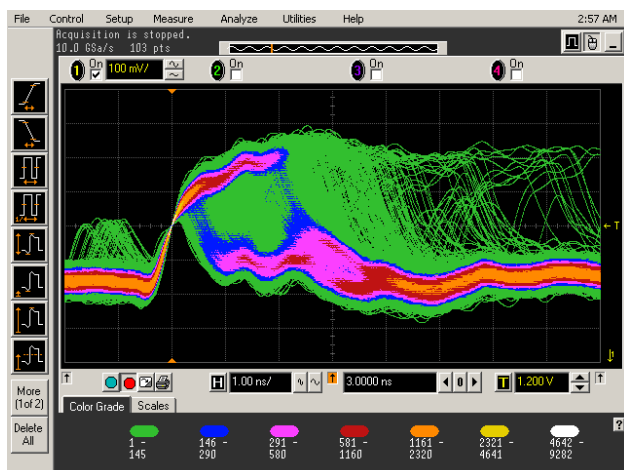 File Control Setup Measure Analyze Utilities Help 2:57 AM
Acquisition is stopped.
10.0 GSa/s 103 pts
1 On 100 mV/ 2 On 3 On 4 On
T
More
(1of 2)
Delete
All
H 1.00 ns/ 3.0000 ns 0 T 1.200 V
Color Grade Scales
?
1 - 146 - 291 - 581 - 1161 - 2321 - 4642 -
145 290 580 1160 2320 4641 9282